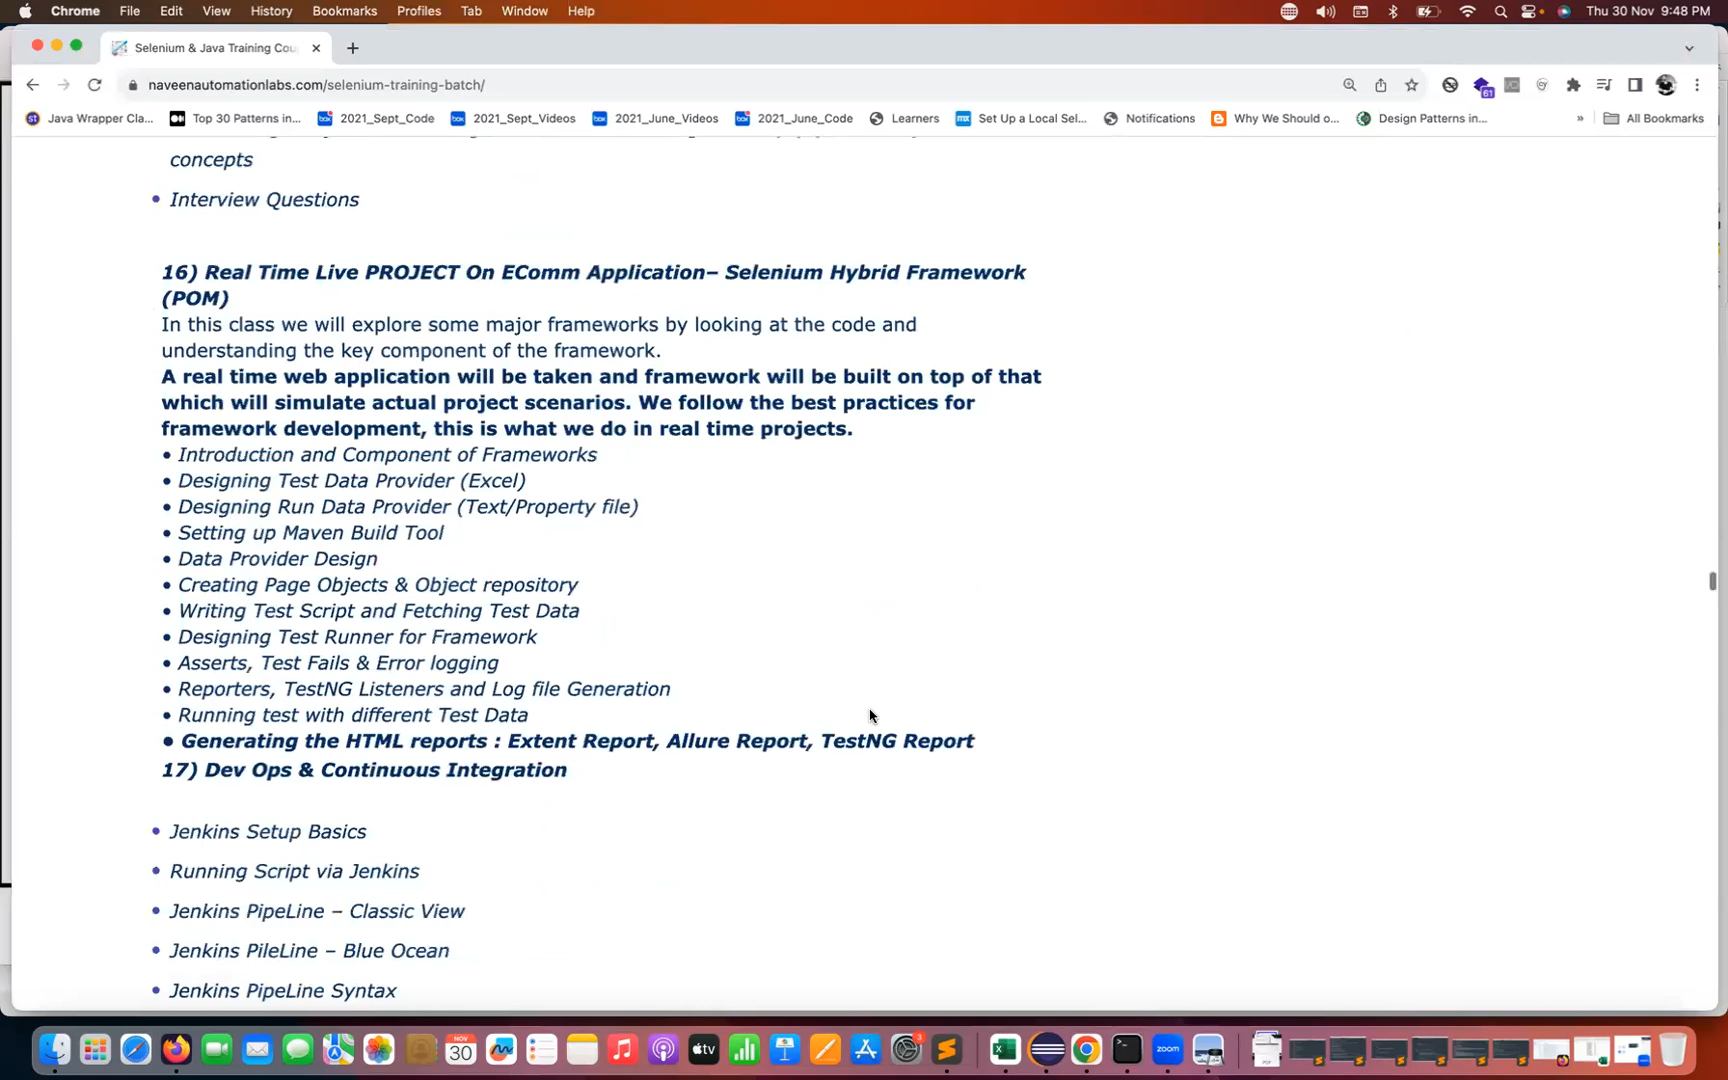 Chrome File Edit View History Bookmarks Profiles Tab Window Help Thu 30 Nov 9:48 PM
Selenium & Java Training Cou
naveenautomationlabs.com/selenium-training-batch/
61
Java Wrapper Cla... Top 30 Patterns in... 2021_Sept_Code 2021_Sept_Videos 2021_June_Videos 2021_June_Code Learners Set Up a Local Sel... Notifications Why We Should o... Design Patterns in... » All Bookmarks
concepts
• Interview Questions
16) Real Time Live PROJECT On EComm Application– Selenium Hybrid Framework
(POM)
In this class we will explore some major frameworks by looking at the code and
understanding the key component of the framework.
A real time web application will be taken and framework will be built on top of that
which will simulate actual project scenarios. We follow the best practices for
framework development, this is what we do in real time projects.
• Introduction and Component of Frameworks
• Designing Test Data Provider (Excel)
• Designing Run Data Provider (Text/Property file)
• Setting up Maven Build Tool
• Data Provider Design
• Creating Page Objects & Object repository
• Writing Test Script and Fetching Test Data
• Designing Test Runner for Framework
• Asserts, Test Fails & Error logging
• Reporters, TestNG Listeners and Log file Generation
• Running test with different Test Data
• Generating the HTML reports : Extent Report, Allure Report, TestNG Report
17) Dev Ops & Continuous Integration
• Jenkins Setup Basics
• Running Script via Jenkins
• Jenkins PipeLine – Classic View
• Jenkins PileLine – Blue Ocean
• Jenkins PipeLine Syntax
NOV
30
tv
3
zoom